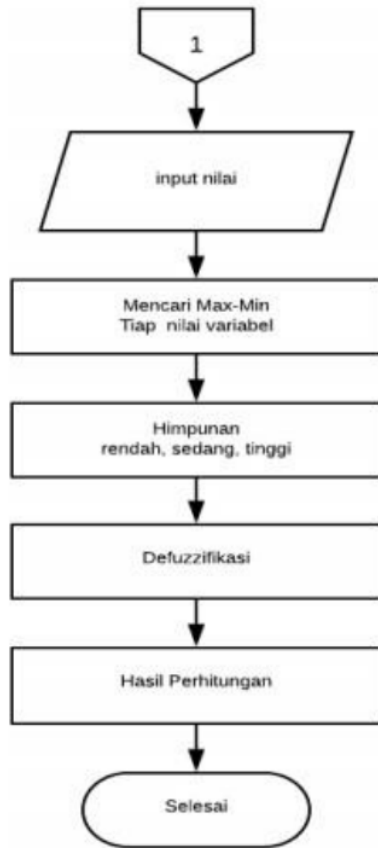 1
input nilai
Mencari Max-Min
Tiap nilai variabel
Himpunan
rendah, sedang, tinggi
Defuzzifikasi
Hasil Perhitungan
Selesai